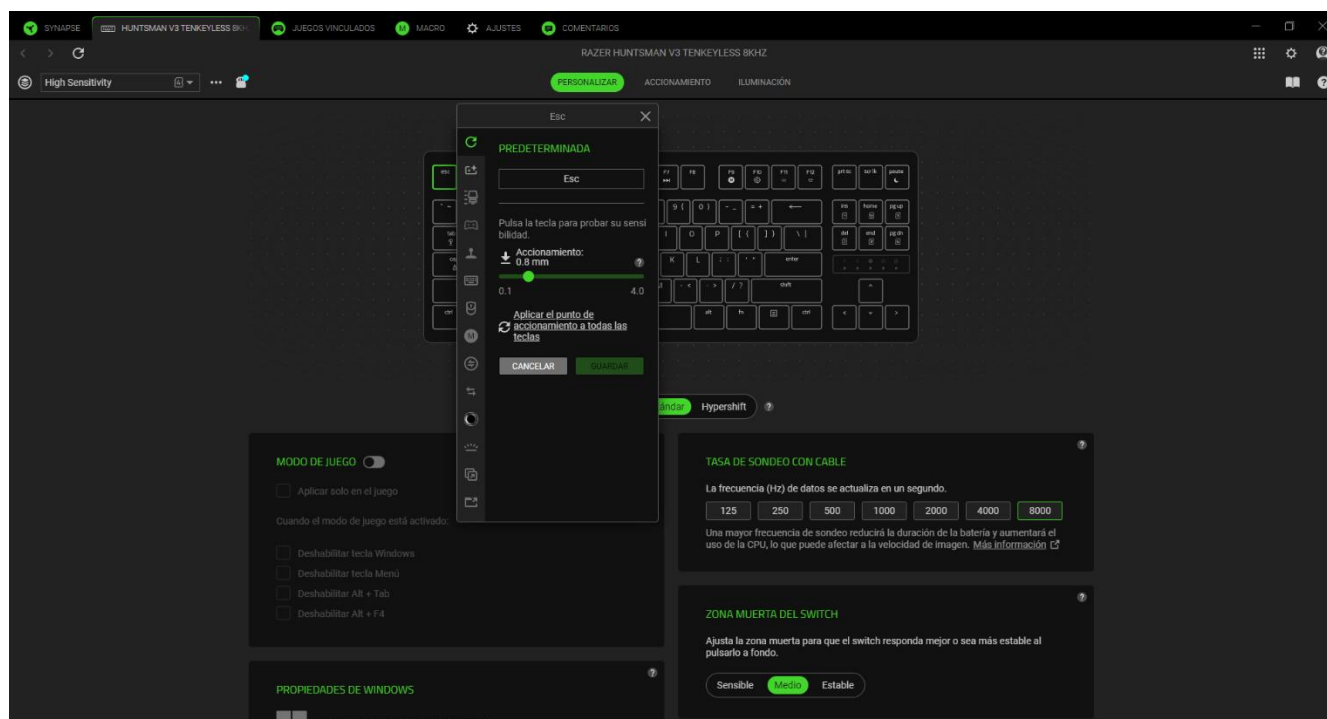 SYNAPSE
HUNTSMAN V3 TENKEYLESS 8KH
JUEGOS VINCULADOS
MACRO
AJUSTES
COMENTARIOS
RAZER HUNTSMAN V3 TENKEYLESS 8KHZ
High Sensitivity
PERSONALIZAR
ACCIONAMIENTO
ILUMINACIÓN
Esc
PREDETERMINADA
Esc
Pulsa la tecla para probar su sensi
bilidad.
Accionamiento:
0.8 mm
0.1 4.0
Aplicar el punto de
accionamiento a todas las
teclas
CANCELAR GUARDAR
esc F7 F8 F9 F10 F11 F12 prt sc scr lk pause
9 ( 0 ) - _ = + ins home pg up
tab I O P [ { ] } \ | del end pg dn
K L ; : ' " enter
/ ? shift
ctrl alt fn ctrl
ándar Hypershift
MODO DE JUEGO
Aplicar solo en el juego
Cuando el modo de juego está activado:
Deshabilitar tecla Windows
Deshabilitar tecla Menú
Deshabilitar Alt + Tab
Deshabilitar Alt + F4
PROPIEDADES DE WINDOWS
TASA DE SONDEO CON CABLE
La frecuencia (Hz) de datos se actualiza en un segundo.
125 250 500 1000 2000 4000 8000
Una mayor frecuencia de sondeo reducirá la duración de la batería y aumentará el
uso de la CPU, lo que puede afectar a la velocidad de imagen. Más información
ZONA MUERTA DEL SWITCH
Ajusta la zona muerta para que el switch responda mejor o sea más estable al
pulsarlo a fondo.
Sensible Medio Estable